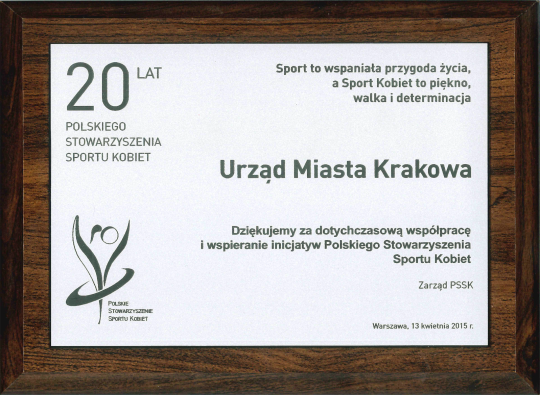 20 LAT
POLSKIEGO
STOWARZYSZENIA
SPORTU KOBIET
Sport to wspaniała przygoda życia,
a Sport Kobiet to piękno,
walka i determinacja
Urząd Miasta Krakowa
Dziękujemy za dotychczasową współpracę
i wspieranie inicjatyw Polskiego Stowarzyszenia
Sportu Kobiet
Zarząd PSSK
POLSKIE
STOWARZYSZENIE
SPORTU KOBIET
Warszawa, 13 kwietnia 2015 r.